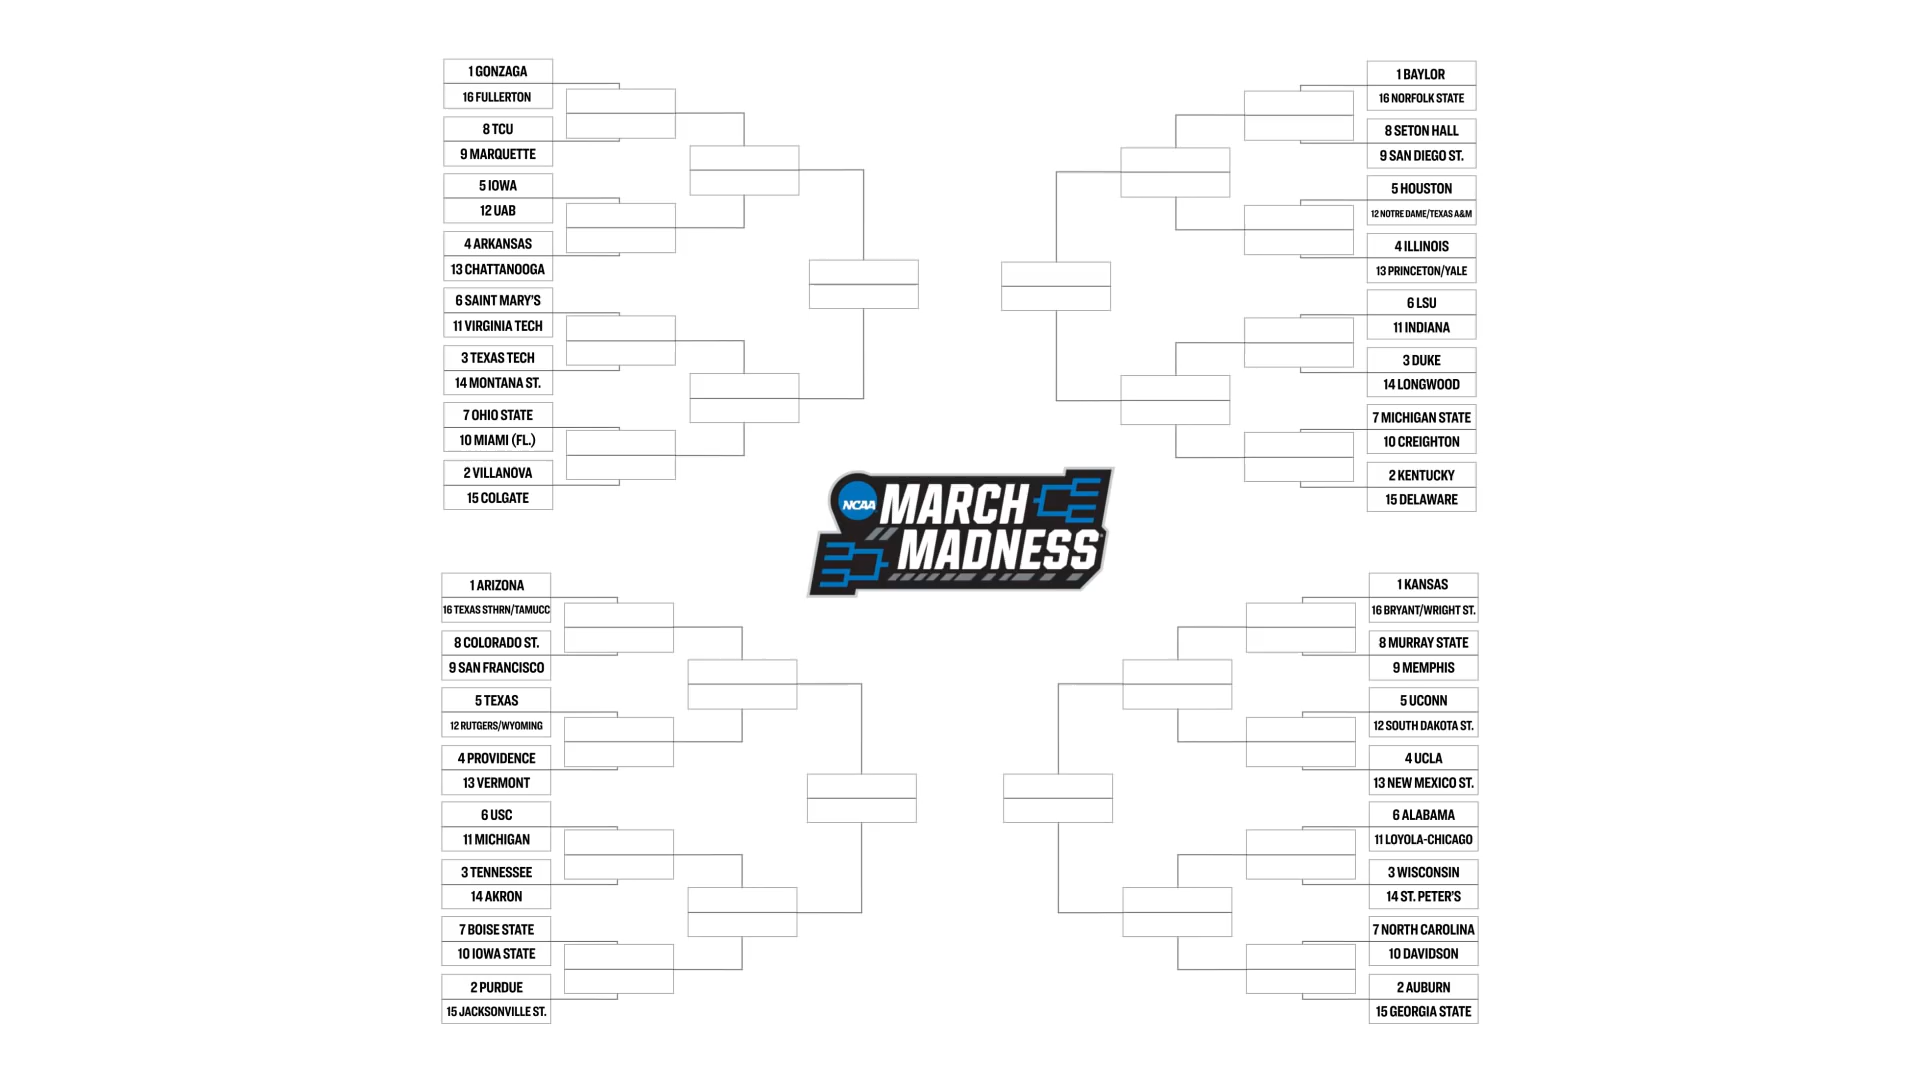 1 GONZAGA
16 FULLERTON
8 TCU
9 MARQUETTE
5 IOWA
12 UAB
4 ARKANSAS
13 CHATTANOOGA
6 SAINT MARY'S
11 VIRGINIA TECH
3 TEXAS TECH
14 MONTANA ST.
7 OHIO STATE
10 MIAMI (FL.)
2 VILLANOVA
15 COLGATE
1 BAYLOR
16 NORFOLK STATE
8 SETON HALL
9 SAN DIEGO ST.
5 HOUSTON
12 NOTRE DAME/TEXAS A&M
4 ILLINOIS
13 PRINCETON/YALE
6 LSU
11 INDIANA
3 DUKE
14 LONGWOOD
7 MICHIGAN STATE
10 CREIGHTON
2 KENTUCKY
15 DELAWARE
NCAA
MARCH
MADNESS
1 ARIZONA
16 TEXAS STHRN/TAMUCC
8 COLORADO ST.
9 SAN FRANCISCO
5 TEXAS
12 RUTGERS/WYOMING
4 PROVIDENCE
13 VERMONT
6 USC
11 MICHIGAN
3 TENNESSEE
14 AKRON
7 BOISE STATE
10 IOWA STATE
2 PURDUE
15 JACKSONVILLE ST.
1 KANSAS
16 BRYANT/WRIGHT ST.
8 MURRAY STATE
9 MEMPHIS
5 UCONN
12 SOUTH DAKOTA ST.
4 UCLA
13 NEW MEXICO ST.
6 ALABAMA
11 LOYOLA-CHICAGO
3 WISCONSIN
14 ST. PETER'S
7 NORTH CAROLINA
10 DAVIDSON
2 AUBURN
15 GEORGIA STATE